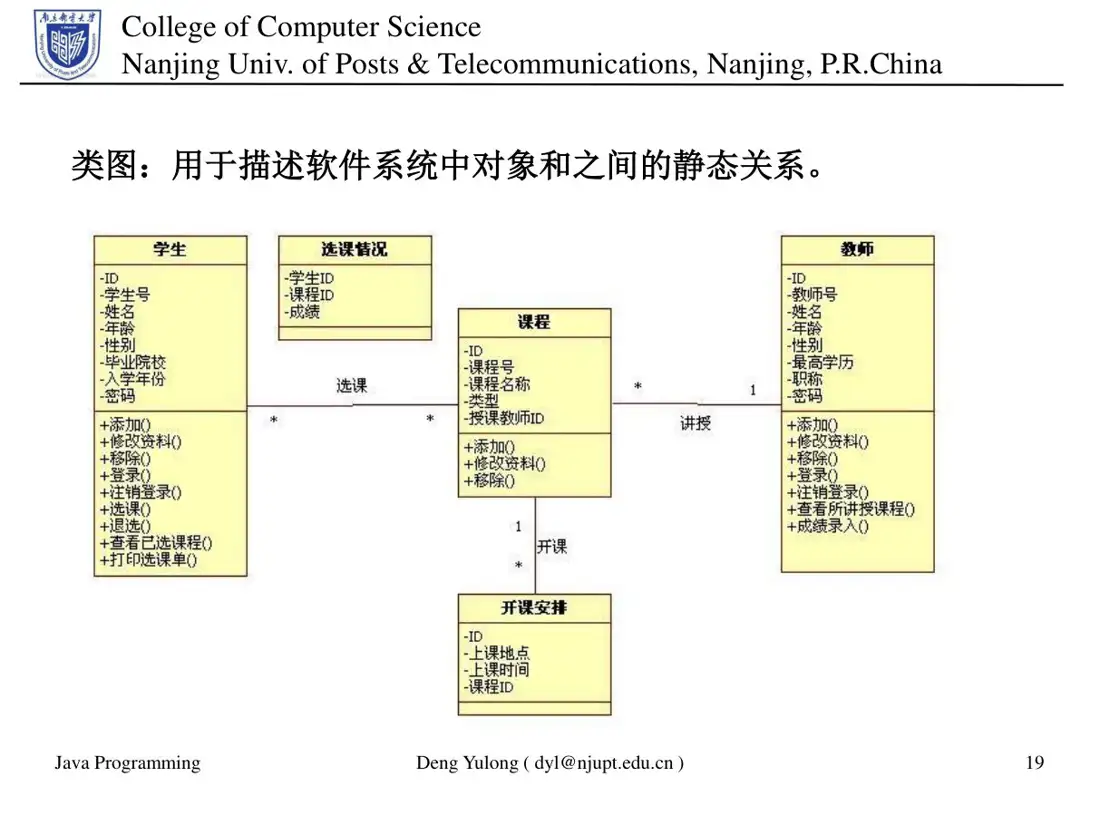 College of Computer Science
Nanjing Univ. of Posts & Telecommunications, Nanjing, P.R.China
类图：用于描述软件系统中对象和之间的静态关系。
学生
-ID
-学生号
-姓名
-年龄
-性别
-毕业院校
-入学年份
-密码
+添加()
+修改资料()
+移除()
+登录()
+注销登录()
+选课()
+退选()
+查看已选课程()
+打印选课单()
选课情况
-学生ID
-课程ID
-成绩
选课
*
*
课程
-ID
-课程号
-课程名称
-类型
-授课教师ID
+添加()
+修改资料()
+移除()
*
1
讲授
教师
-ID
-教师号
-姓名
-年龄
-性别
-最高学历
-职称
-密码
+添加()
+修改资料()
+移除()
+登录()
+注销登录()
+查看所讲授课程()
+成绩录入()
1
开课
*
开课安排
-ID
-上课地点
-上课时间
-课程ID
Java Programming
Deng Yulong ( dyl@njupt.edu.cn )
19